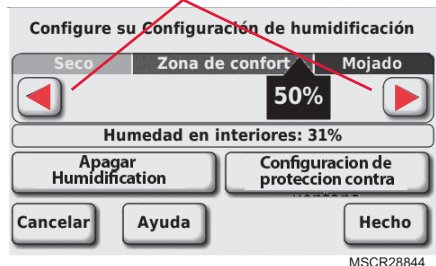 Configure su Configuración de humidificación
Seco Zona de confort Mojado
50%
Humedad en interiores: 31%
Apagar
Humidification
Configuracion de
proteccion contra
Cancelar Ayuda Hecho
MSCR28844